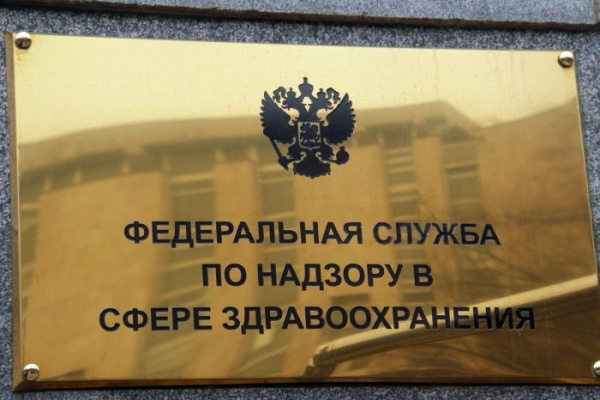 ФЕДЕРАЛЬНАЯ СЛУЖБА
ПО НАДЗОРУ В
СФЕРЕ ЗДРАВООХРАНЕНИЯ